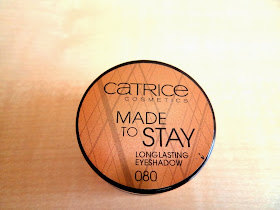 CATRICE
COSMETICS
MADE
TO STAY
LONGLASTING
EYESHADOW
080